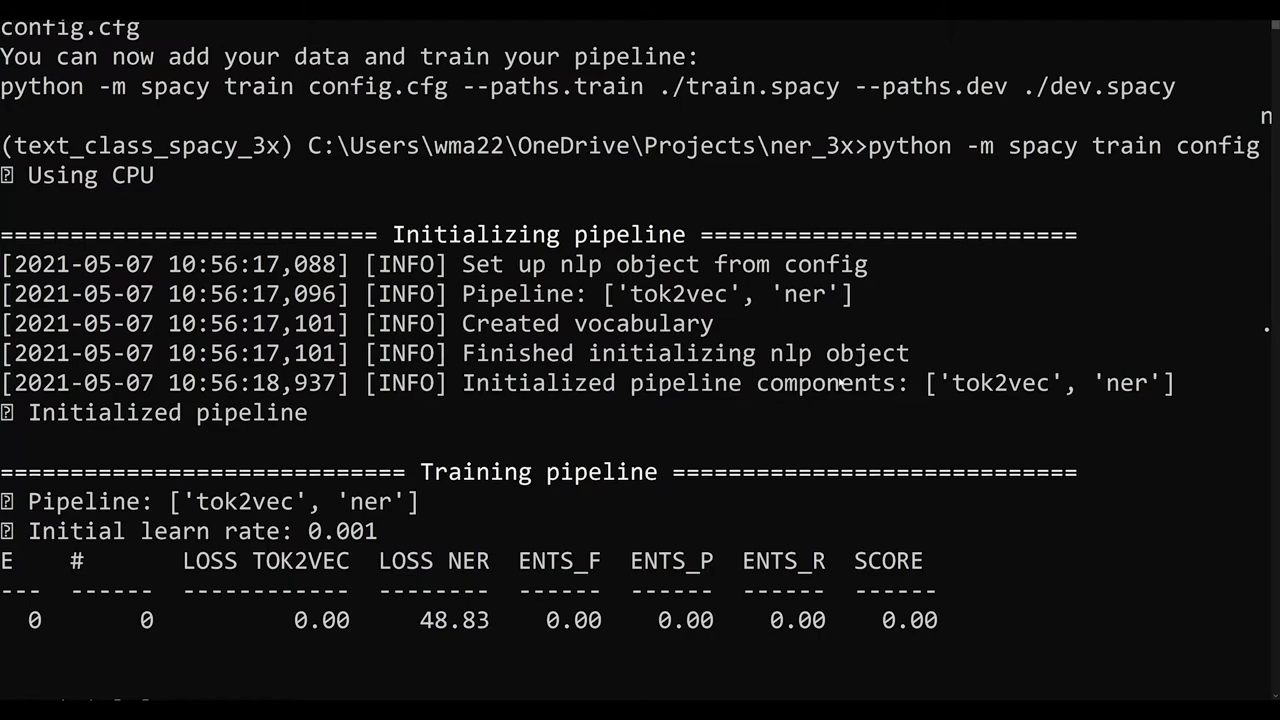 config.cfg
You can now add your data and train your pipeline:
python -m spacy train config.cfg --paths.train ./train.spacy --paths.dev ./dev.spacy
n
(text_class_spacy_3x) C:\Users\wma22\OneDrive\Projects\ner_3x>python -m spacy train config
Using CPU
=========================== Initializing pipeline ===========================
[2021-05-07 10:56:17,088] [INFO] Set up nlp object from config
[2021-05-07 10:56:17,096] [INFO] Pipeline: ['tok2vec', 'ner']
[2021-05-07 10:56:17,101] [INFO] Created vocabulary
.
[2021-05-07 10:56:17,101] [INFO] Finished initializing nlp object
[2021-05-07 10:56:18,937] [INFO] Initialized pipeline components: ['tok2vec', 'ner']
Initialized pipeline
============================= Training pipeline =============================
Pipeline: ['tok2vec', 'ner']
Initial learn rate: 0.001
E    #       LOSS TOK2VEC  LOSS NER  ENTS_F  ENTS_P  ENTS_R  SCORE
---  ------  ------------  --------  ------  ------  ------  ------
  0       0          0.00     48.83    0.00    0.00    0.00    0.00